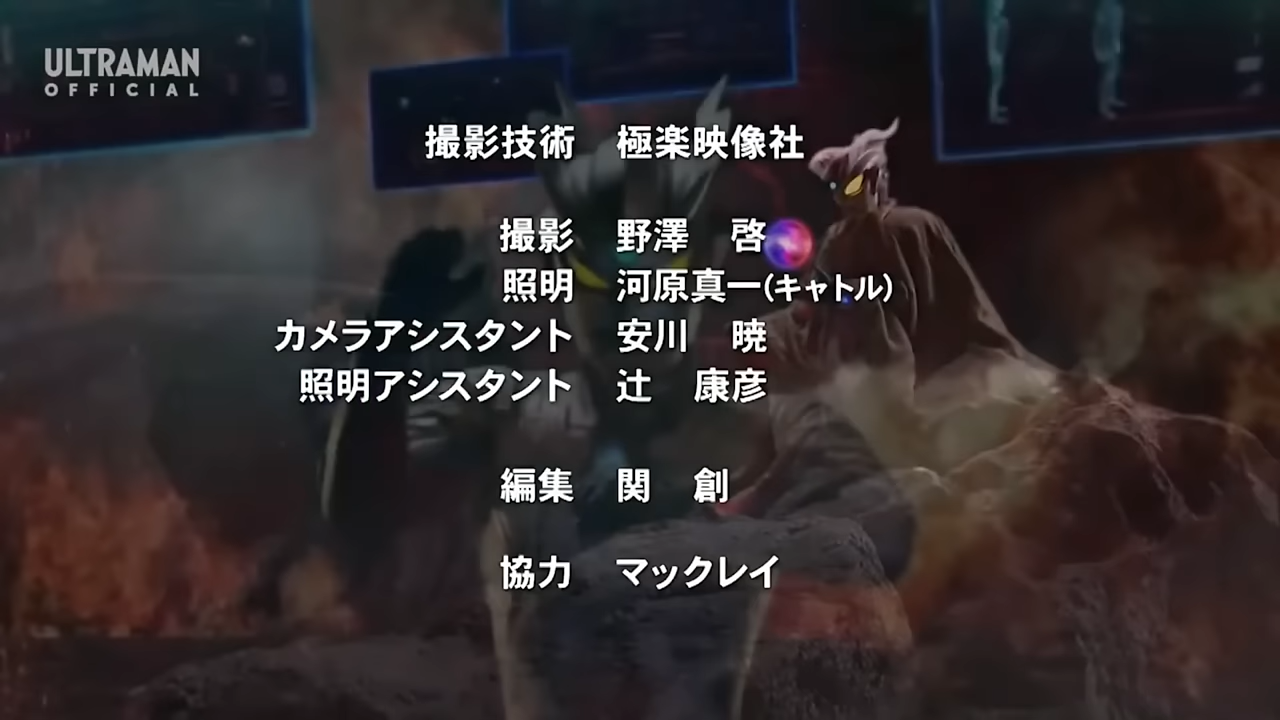 ULTRAMAN
OFFICIAL
撮影技術 極楽映像社
撮影 野澤 啓
照明 河原真一(キャトル)
カメラアシスタント 安川 暁
照明アシスタント 辻 康彦
編集 関 創
協力 マックレイ